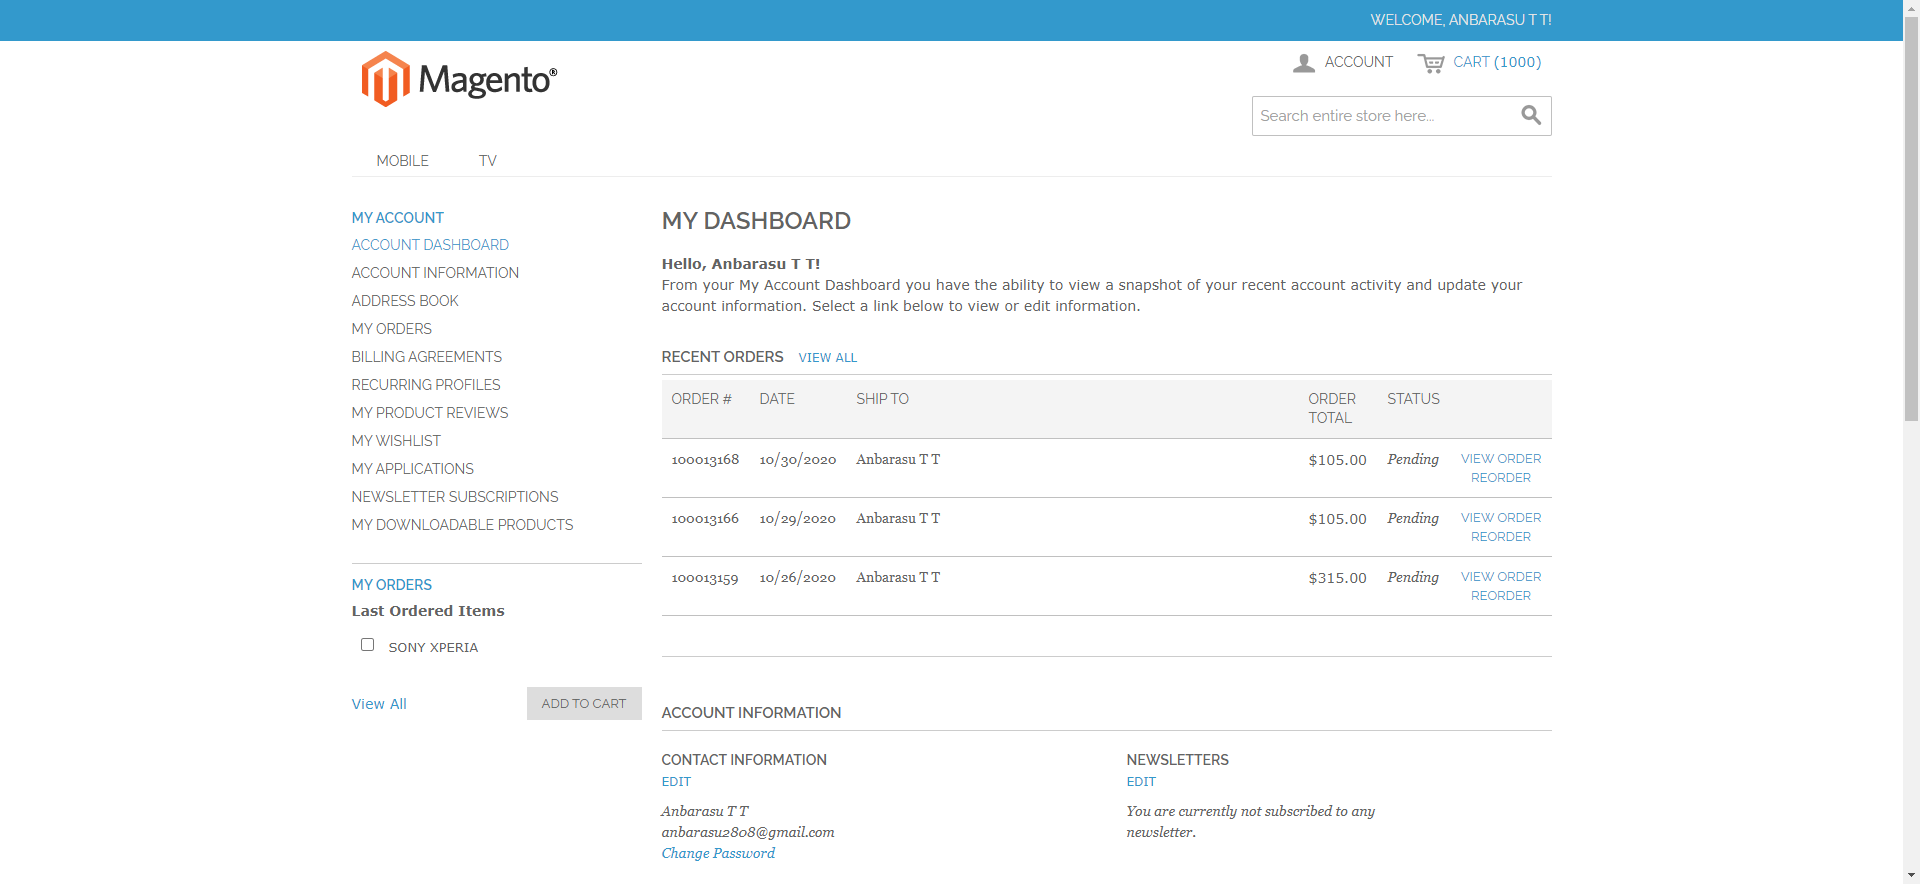 WELCOME, ANBARASU T T!
Magento®
ACCOUNT
CART (1000)
Search entire store here...
MOBILE
TV
MY ACCOUNT
ACCOUNT DASHBOARD
ACCOUNT INFORMATION
ADDRESS BOOK
MY ORDERS
BILLING AGREEMENTS
RECURRING PROFILES
MY PRODUCT REVIEWS
MY WISHLIST
MY APPLICATIONS
NEWSLETTER SUBSCRIPTIONS
MY DOWNLOADABLE PRODUCTS
MY ORDERS
Last Ordered Items
SONY XPERIA
View All
ADD TO CART
MY DASHBOARD
Hello, Anbarasu T T!
From your My Account Dashboard you have the ability to view a snapshot of your recent account activity and update your
account information. Select a link below to view or edit information.
RECENT ORDERS VIEW ALL
ORDER # DATE SHIP TO ORDER TOTAL STATUS
100013168 10/30/2020 Anbarasu T T $105.00 Pending VIEW ORDER
REORDER
100013166 10/29/2020 Anbarasu T T $105.00 Pending VIEW ORDER
REORDER
100013159 10/26/2020 Anbarasu T T $315.00 Pending VIEW ORDER
REORDER
ACCOUNT INFORMATION
CONTACT INFORMATION
EDIT
Anbarasu T T
anbarasu2808@gmail.com
Change Password
NEWSLETTERS
EDIT
You are currently not subscribed to any
newsletter.